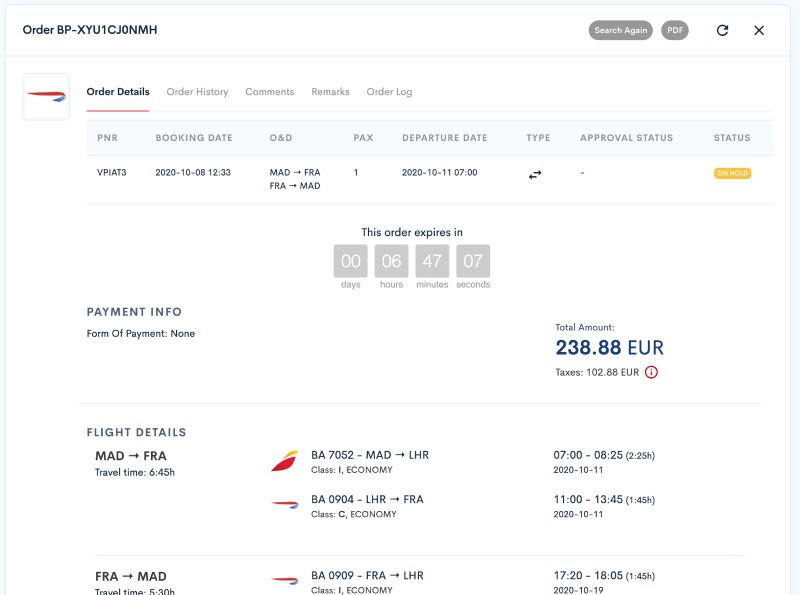 Order BP-XYU1CJ0NMH
Search Again
PDF
Order Details
Order History
Comments
Remarks
Order Log
PNR BOOKING DATE O&D PAX DEPARTURE DATE TYPE APPROVAL STATUS STATUS
VPIAT3 2020-10-08 12:33 MAD → FRA 1 2020-10-11 07:00 - ON HOLD
FRA → MAD
This order expires in
00 06 47 07
days hours minutes seconds
PAYMENT INFO
Form Of Payment: None
Total Amount:
238.88 EUR
Taxes: 102.88 EUR
FLIGHT DETAILS
MAD → FRA
Travel time: 6:45h
BA 7052 - MAD → LHR
Class: I, ECONOMY
07:00 - 08:25 (2:25h)
2020-10-11
BA 0904 - LHR → FRA
Class: C, ECONOMY
11:00 - 13:45 (1:45h)
2020-10-11
FRA → MAD
Travel time: 5:30h
BA 0909 - FRA → LHR
Class: I, ECONOMY
17:20 - 18:05 (1:45h)
2020-10-19